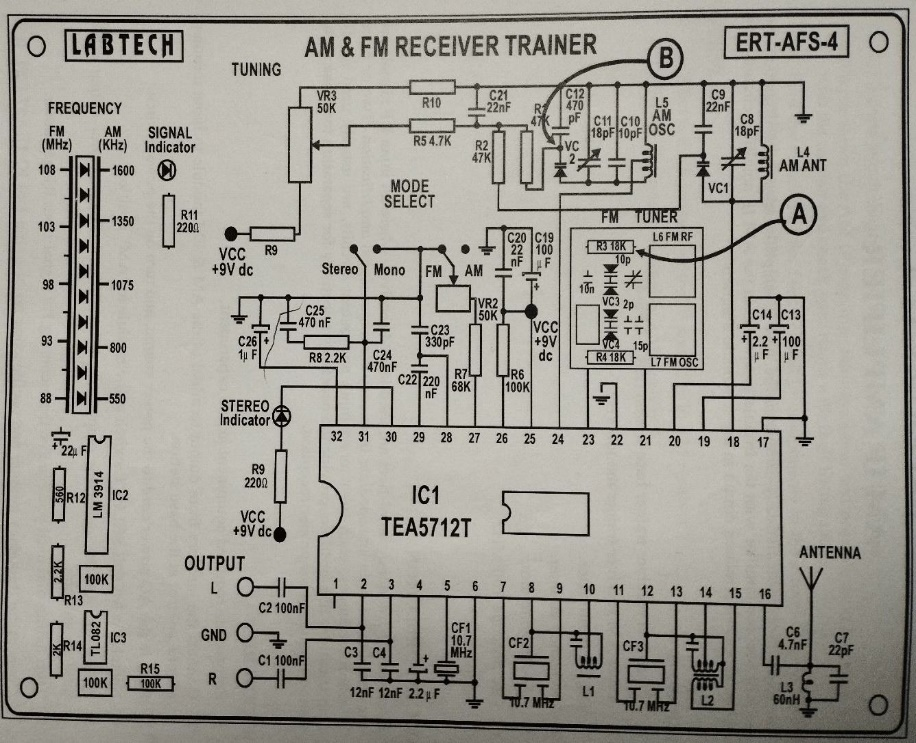 LABTECH
AM & FM RECEIVER TRAINER
ERT-AFS-4
TUNING
B
VR3
50K
R10
C21
22nF
R5 4.7K
R2
47K
47K
C12
470
pF
VC
2
C11
18pF
C10
10pF
L5
AM
OSC
C9
22nF
C8
18pF
VC1
L4
AM ANT
A
FREQUENCY
FM
(MHz)
AM
(KHz)
108
1600
103
1350
98
1075
93
800
88
550
SIGNAL
Indicator
R11
220Ω
VCC
+9V dc
R9
MODE
SELECT
Stereo
Mono
FM
AM
C25
470 nF
C26
1μF
R8 2.2K
C24
470nF
C23
330pF
C22
220
nF
VR2
50K
R7
68K
R6
100K
C20
22
nF
C19
100
μF
VCC
+9V
dc
FM TUNER
R3 18K
L6 FM RF
10p
10n
VC3
2p
VC4
15p
R4 18K
L7 FM OSC
C14
2.2
μF
C13
100
μF
STEREO
Indicator
R9
220Ω
VCC
+9V dc
32 31 30 29 28 27 26 25 24 23 22 21 20 19 18 17
IC1
TEA5712T
1 2 3 4 5 6 7 8 9 10 11 12 13 14 15 16
22μF
560
R12
LM 3914
IC2
2.2K
R13
100K
2K
R14
TL082
IC3
100K
R15
100K
OUTPUT
L
C2 100nF
GND
R
C1 100nF
C3
12nF
C4
12nF
2.2μF
CF1
10.7
MHz
CF2
10.7 MHz
L1
CF3
10.7 MHz
L2
ANTENNA
C6
4.7nF
C7
22pF
L3
60nH